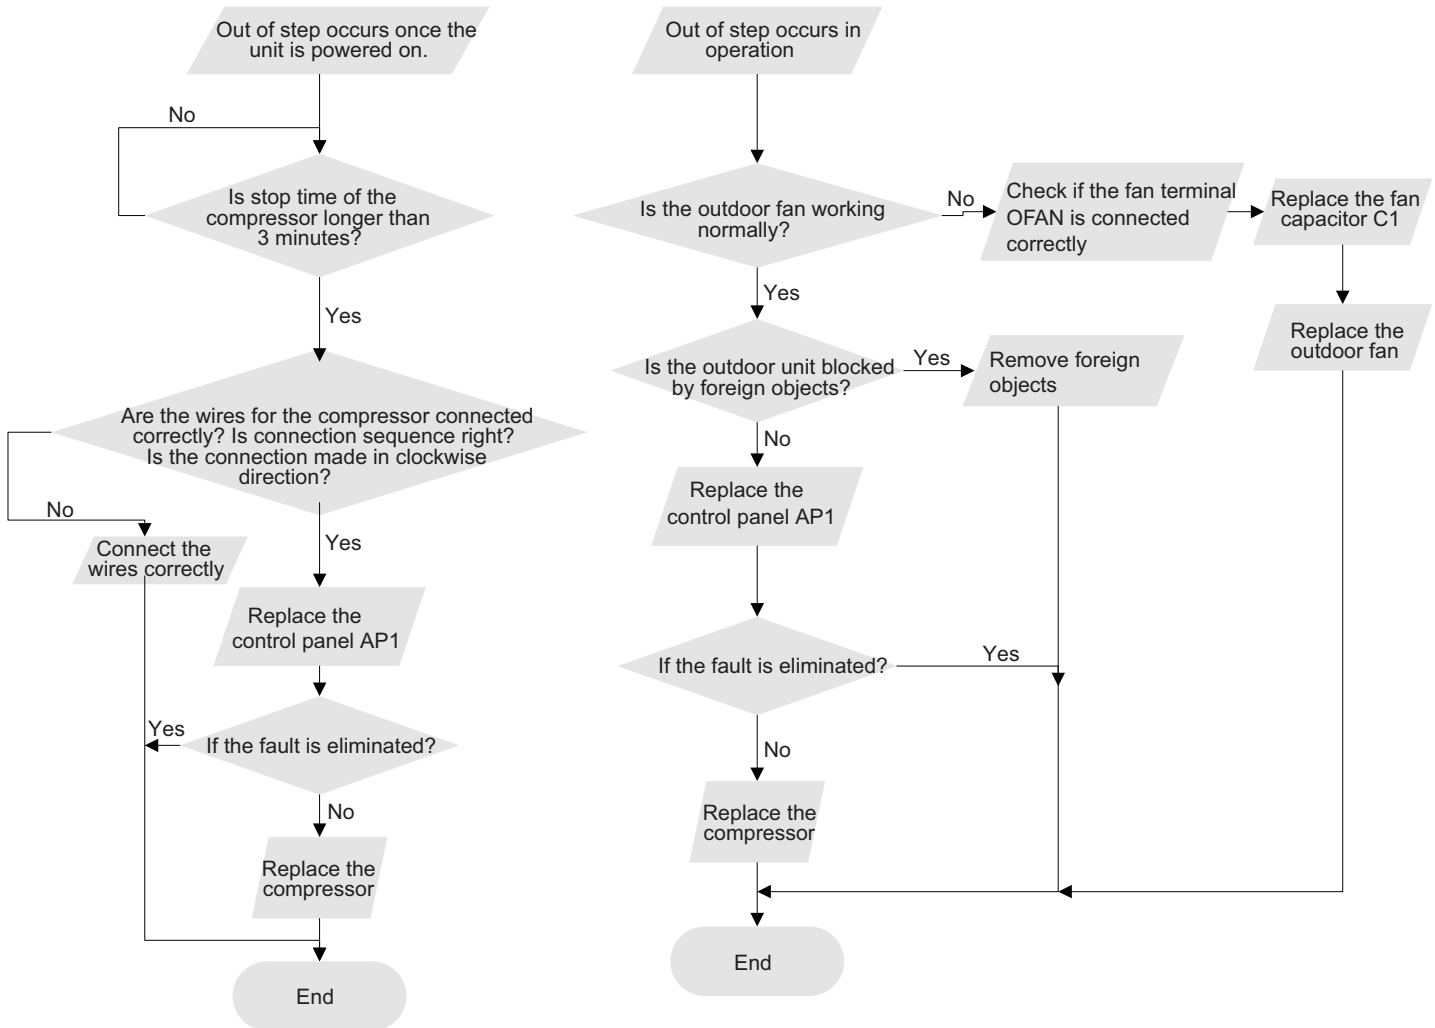 Out of step occurs once the
unit is powered on.
No
Is stop time of the
compressor longer than
3 minutes?
Yes
Are the wires for the compressor connected
correctly? Is connection sequence right?
Is the connection made in clockwise
direction?
No
Connect the
wires correctly
Yes
Replace the
control panel AP1
Yes
If the fault is eliminated?
No
Replace the
compressor
End
Out of step occurs in
operation
Is the outdoor fan working
normally?
No
Check if the fan terminal
OFAN is connected
correctly
Replace the fan
capacitor C1
Replace the
outdoor fan
Yes
Is the outdoor unit blocked
by foreign objects?
Yes
Remove foreign
objects
No
Replace the
control panel AP1
If the fault is eliminated?
Yes
No
Replace the
compressor
End